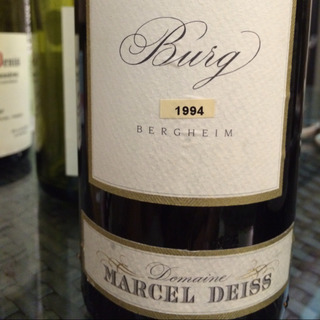 Burg
1994
BERGHEIM
Domaine
MARCEL DEISS